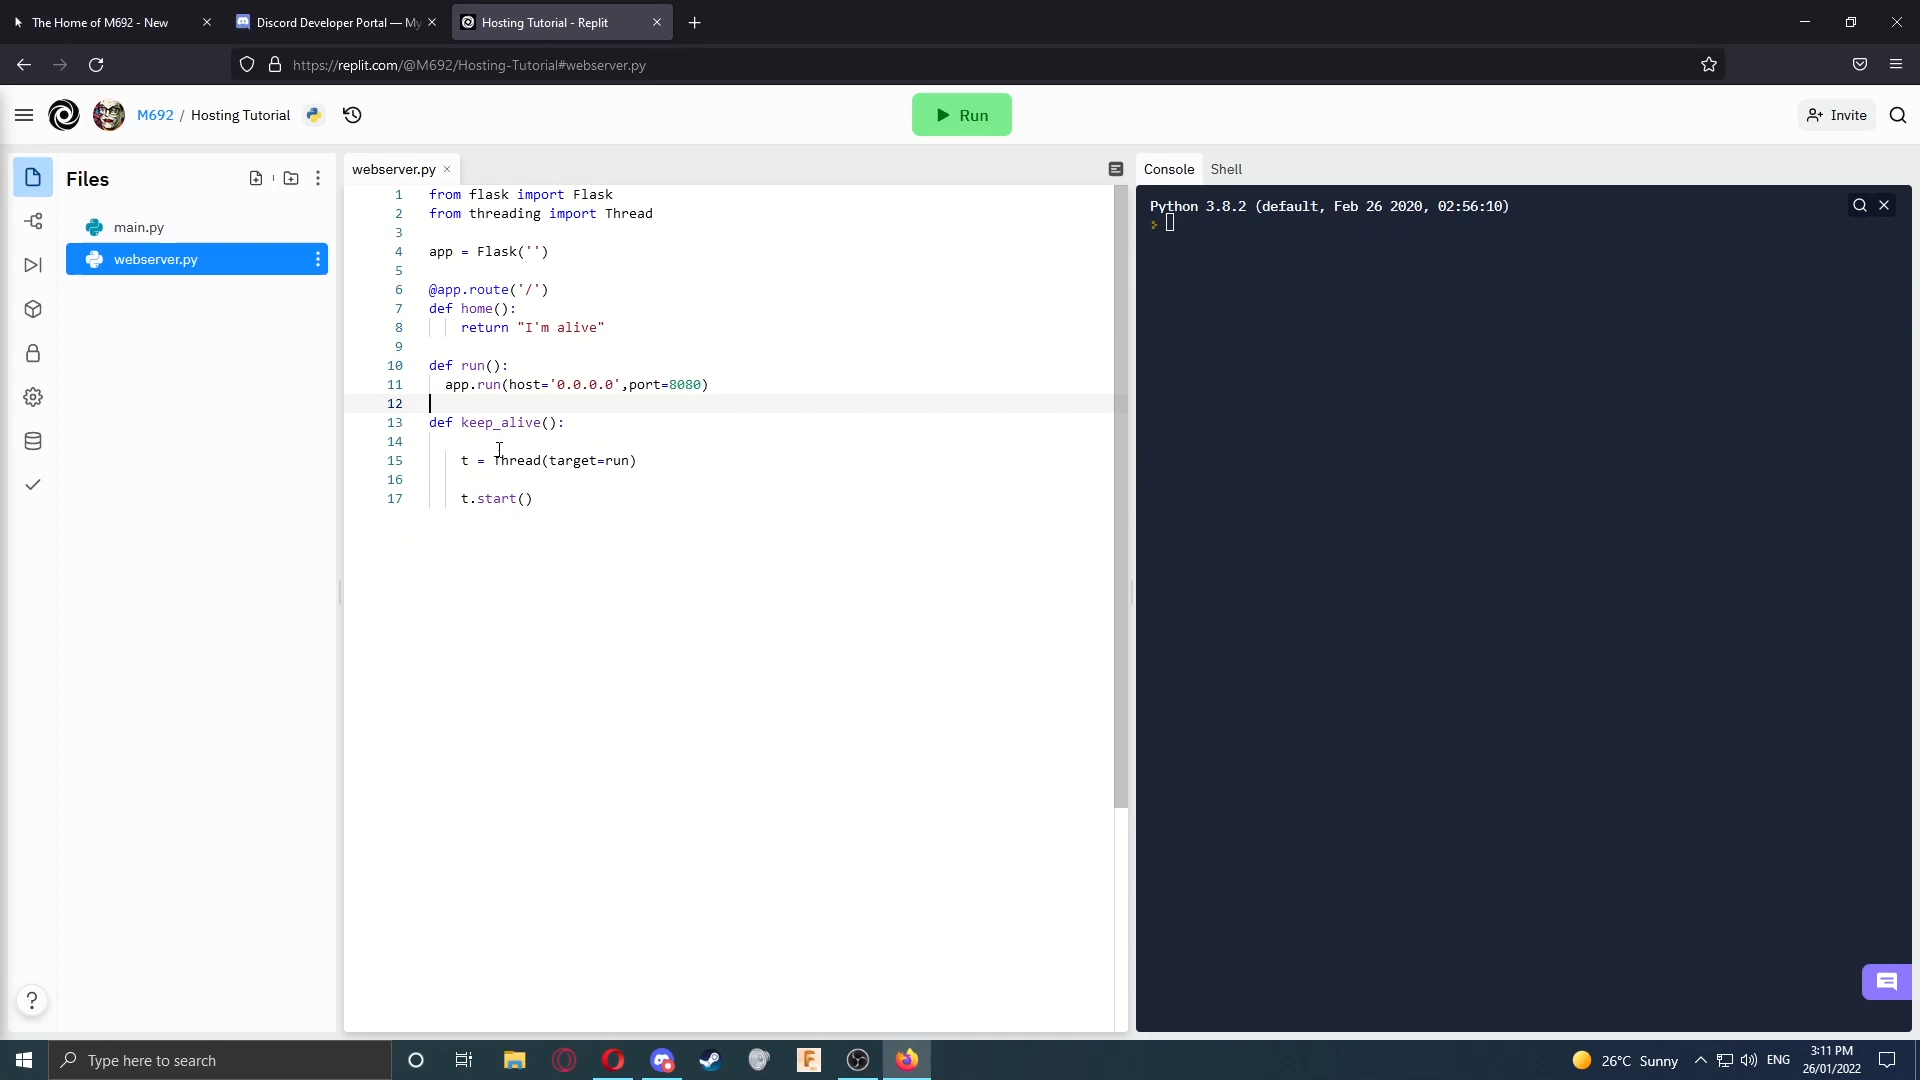 The Home of M692 - New
Discord Developer Portal — My
Hosting Tutorial - Replit
https://replit.com/@M692/Hosting-Tutorial#webserver.py
M692 / Hosting Tutorial
Run
Invite
Files
main.py
webserver.py
webserver.py
1 from flask import Flask
2 from threading import Thread
3
4 app = Flask('')
5
6 @app.route('/')
7 def home():
8 return "I'm alive"
9
10 def run():
11 app.run(host='0.0.0.0',port=8080)
12
13 def keep_alive():
14
15 t = Thread(target=run)
16
17 t.start()
Console Shell
Python 3.8.2 (default, Feb 26 2020, 02:56:10)
?
Type here to search
26°C Sunny
ENG
3:11 PM
26/01/2022